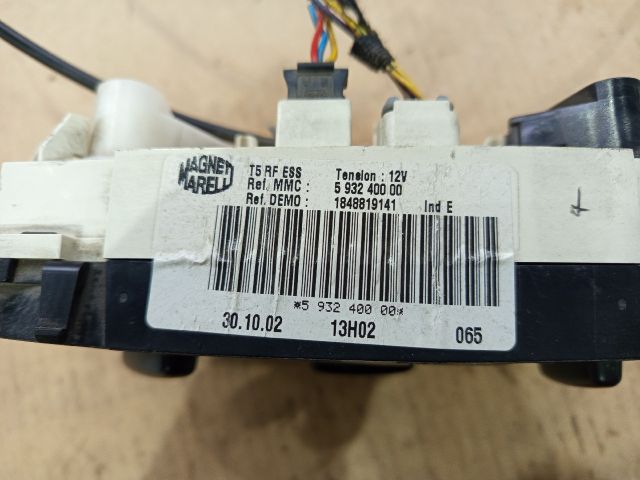 MAGNETI
MARELLI
T5 RF ESS Tension : 12V
Ref. MMC : 5 932 400 00
Ref. DEMO : 1848819141 Ind E
*5 932 400 00*
30.10.02 13H02 065